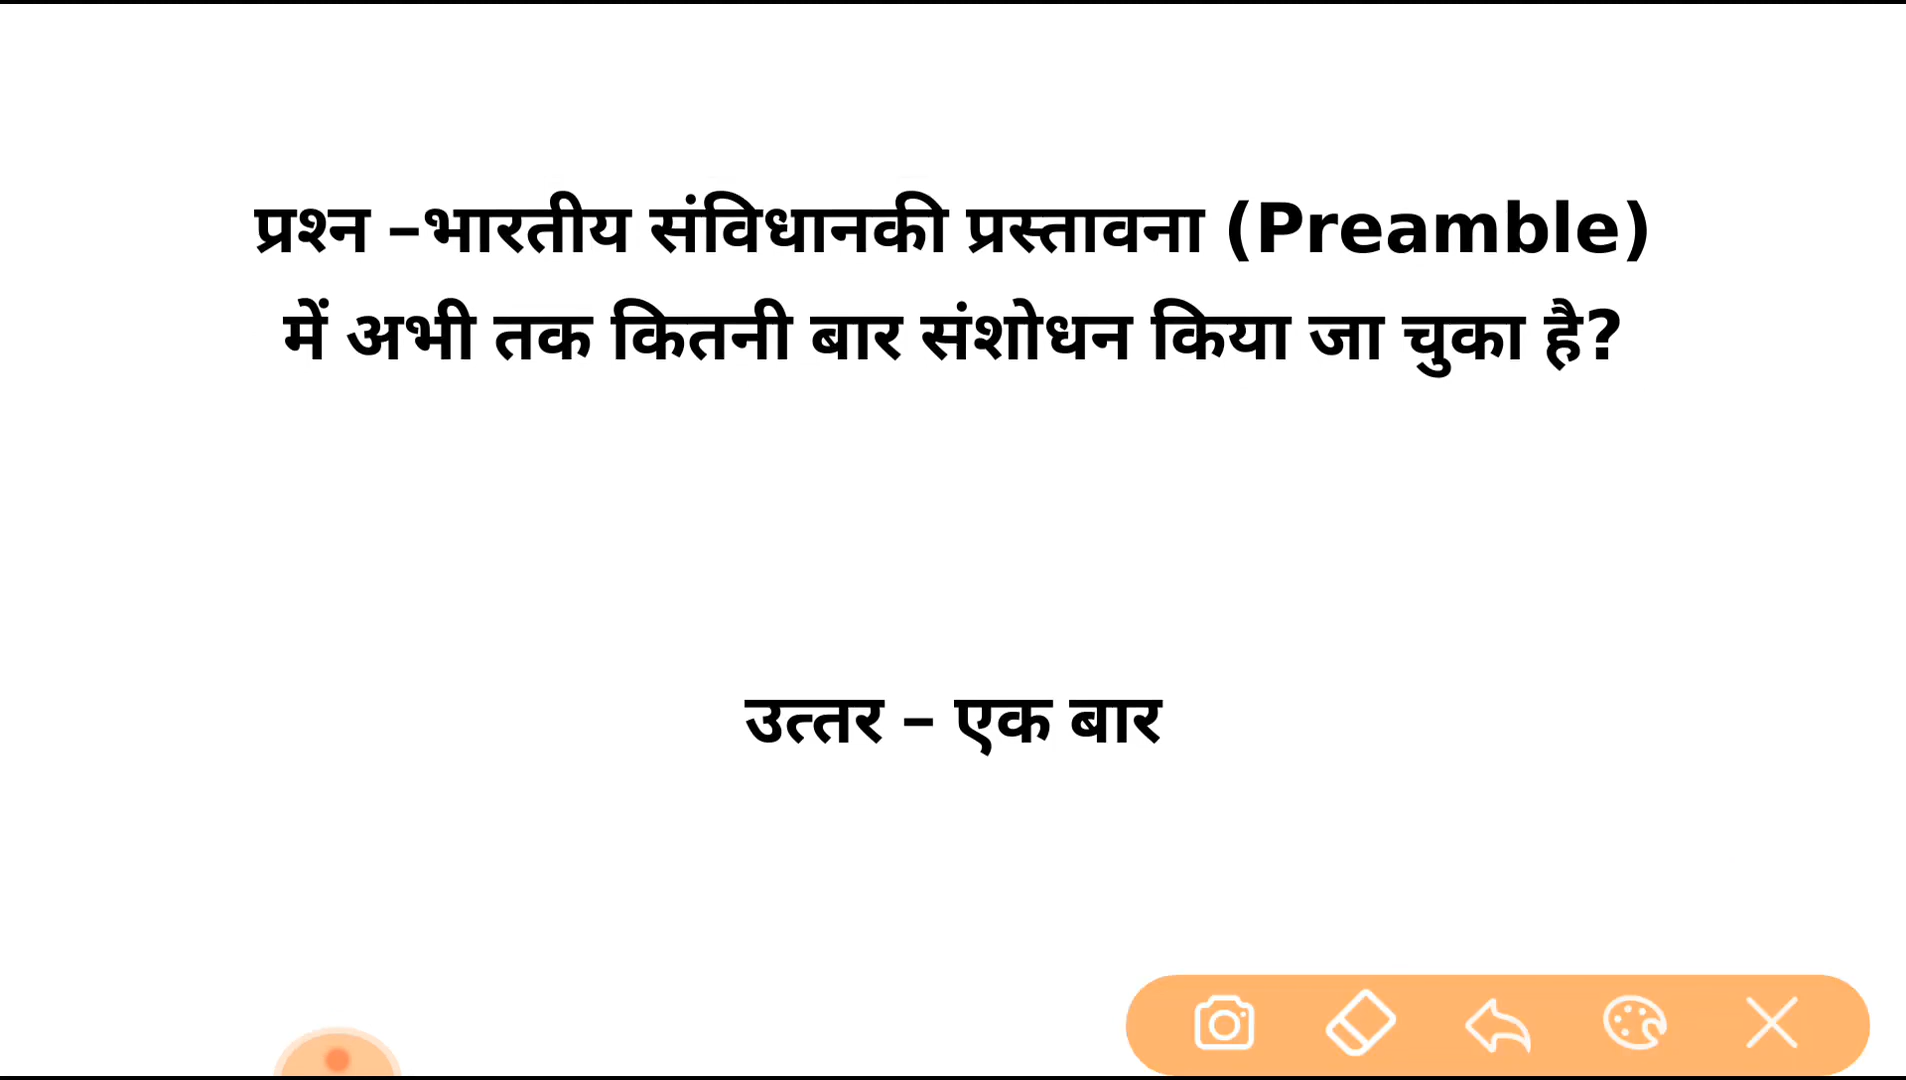 प्रश्न –भारतीय संविधानकी प्रस्तावना (Preamble)
में अभी तक कितनी बार संशोधन किया जा चुका है?
उत्तर – एक बार